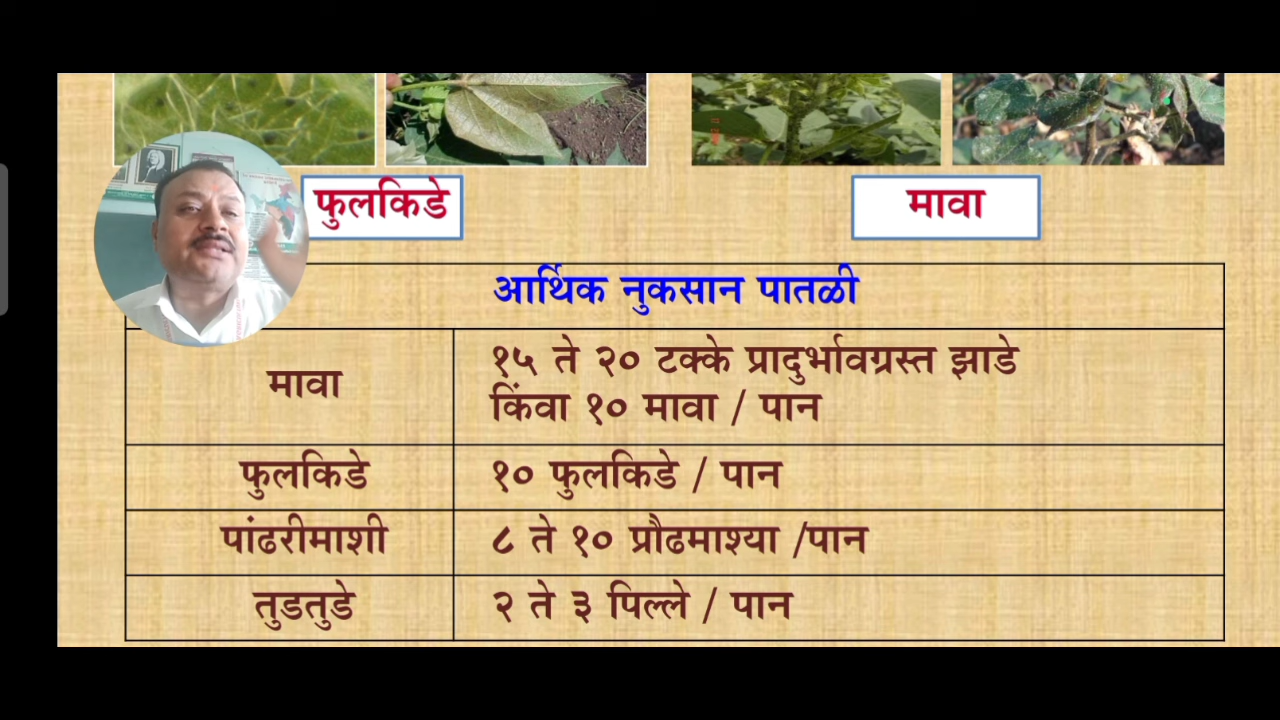 फुलकिडे
मावा
आर्थिक नुकसान पातळी
मावा
१५ ते २० टक्के प्रादुर्भावग्रस्त झाडे
किंवा १० मावा / पान
फुलकिडे
१० फुलकिडे / पान
पांढरीमाशी
८ ते १० प्रौढमाश्या /पान
तुडतुडे
२ ते ३ पिल्ले / पान